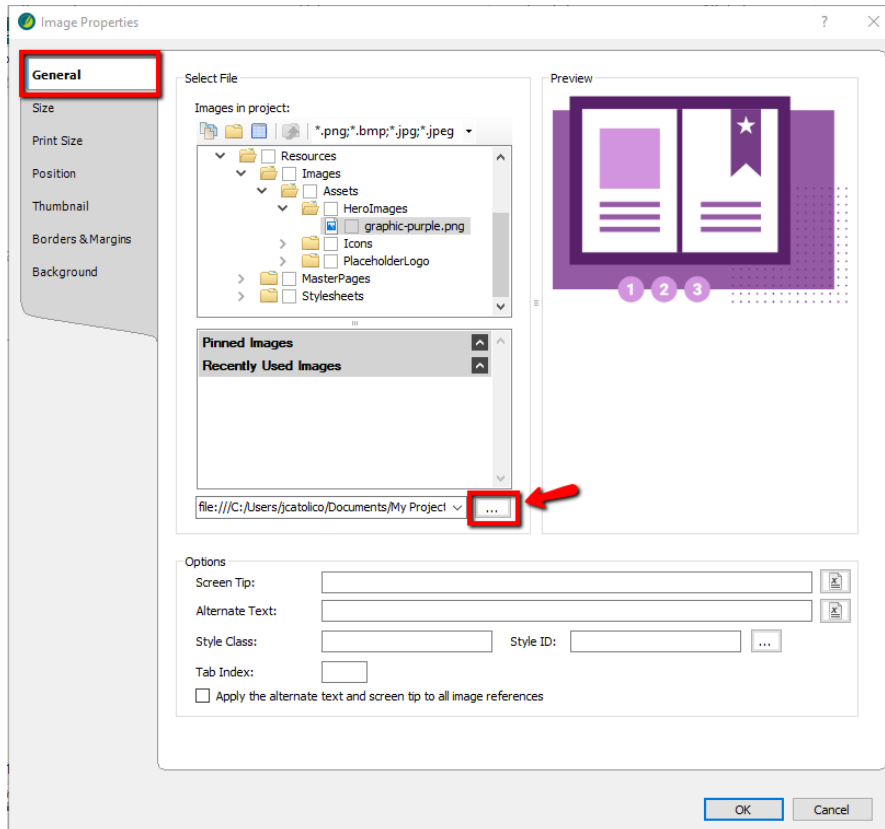 Image Properties
?
General
Size
Print Size
Position
Thumbnail
Borders & Margins
Background
Select File
Images in project:
*.png;*.bmp;*.jpg;*.jpeg
Resources
Images
Assets
HeroImages
graphic-purple.png
Icons
PlaceholderLogo
MasterPages
Stylesheets
Pinned Images
Recently Used Images
file:///C:/Users/jcatolico/Documents/My Project
...
Preview
1 2 3
Options
Screen Tip:
Alternate Text:
Style Class:
Style ID:
...
Tab Index:
Apply the alternate text and screen tip to all image references
OK
Cancel